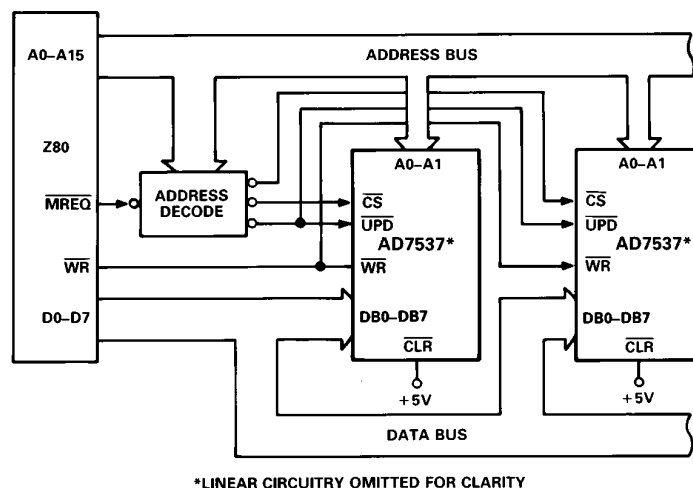 A0–A15
ADDRESS BUS
Z80
A0–A1
A0–A1
MREQ
ADDRESS
DECODE
CS
CS
UPD
UPD
AD7537*
AD7537*
WR
WR
WR
D0–D7
DB0–DB7
DB0–DB7
CLR
CLR
+5V
+5V
DATA BUS
*LINEAR CIRCUITRY OMITTED FOR CLARITY